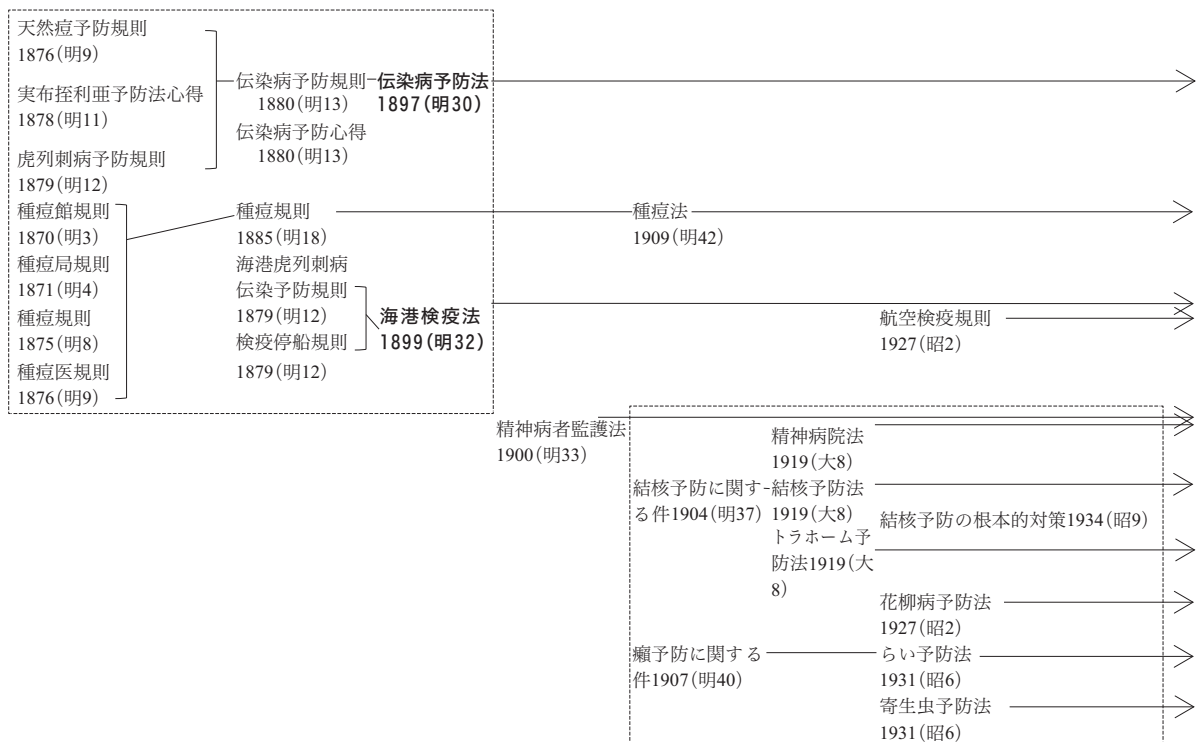 天然痘予防規則
1876(明9)
実布垤利亜予防法心得
1878(明11)
虎列刺病予防規則
1879(明12)
伝染病予防規則
1880(明13)
伝染病予防心得
1880(明13)
伝染病予防法
1897(明30)
種痘館規則
1870(明3)
種痘局規則
1871(明4)
種痘規則
1875(明8)
種痘医規則
1876(明9)
種痘規則
1885(明18)
種痘法
1909(明42)
海港虎列刺病
伝染予防規則
1879(明12)
検疫停船規則
1879(明12)
海港検疫法
1899(明32)
航空検疫規則
1927(昭2)
精神病者監護法
1900(明33)
精神病院法
1919(大8)
結核予防に関す
る件1904(明37)
結核予防法
1919(大8)
結核予防の根本的対策1934(昭9)
トラホーム予
防法1919(大
8)
花柳病予防法
1927(昭2)
癩予防に関する
件1907(明40)
らい予防法
1931(昭6)
寄生虫予防法
1931(昭6)